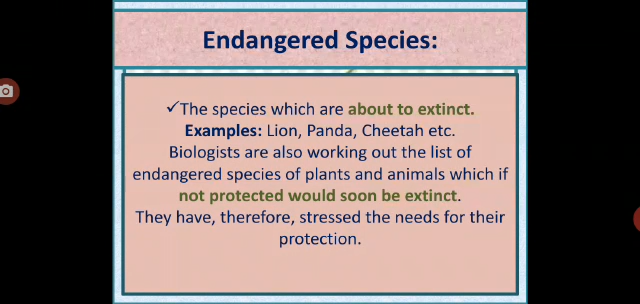 Endangered Species:
✓The species which are about to extinct.
Examples: Lion, Panda, Cheetah etc.
Biologists are also working out the list of
endangered species of plants and animals which if
not protected would soon be extinct.
They have, therefore, stressed the needs for their
protection.